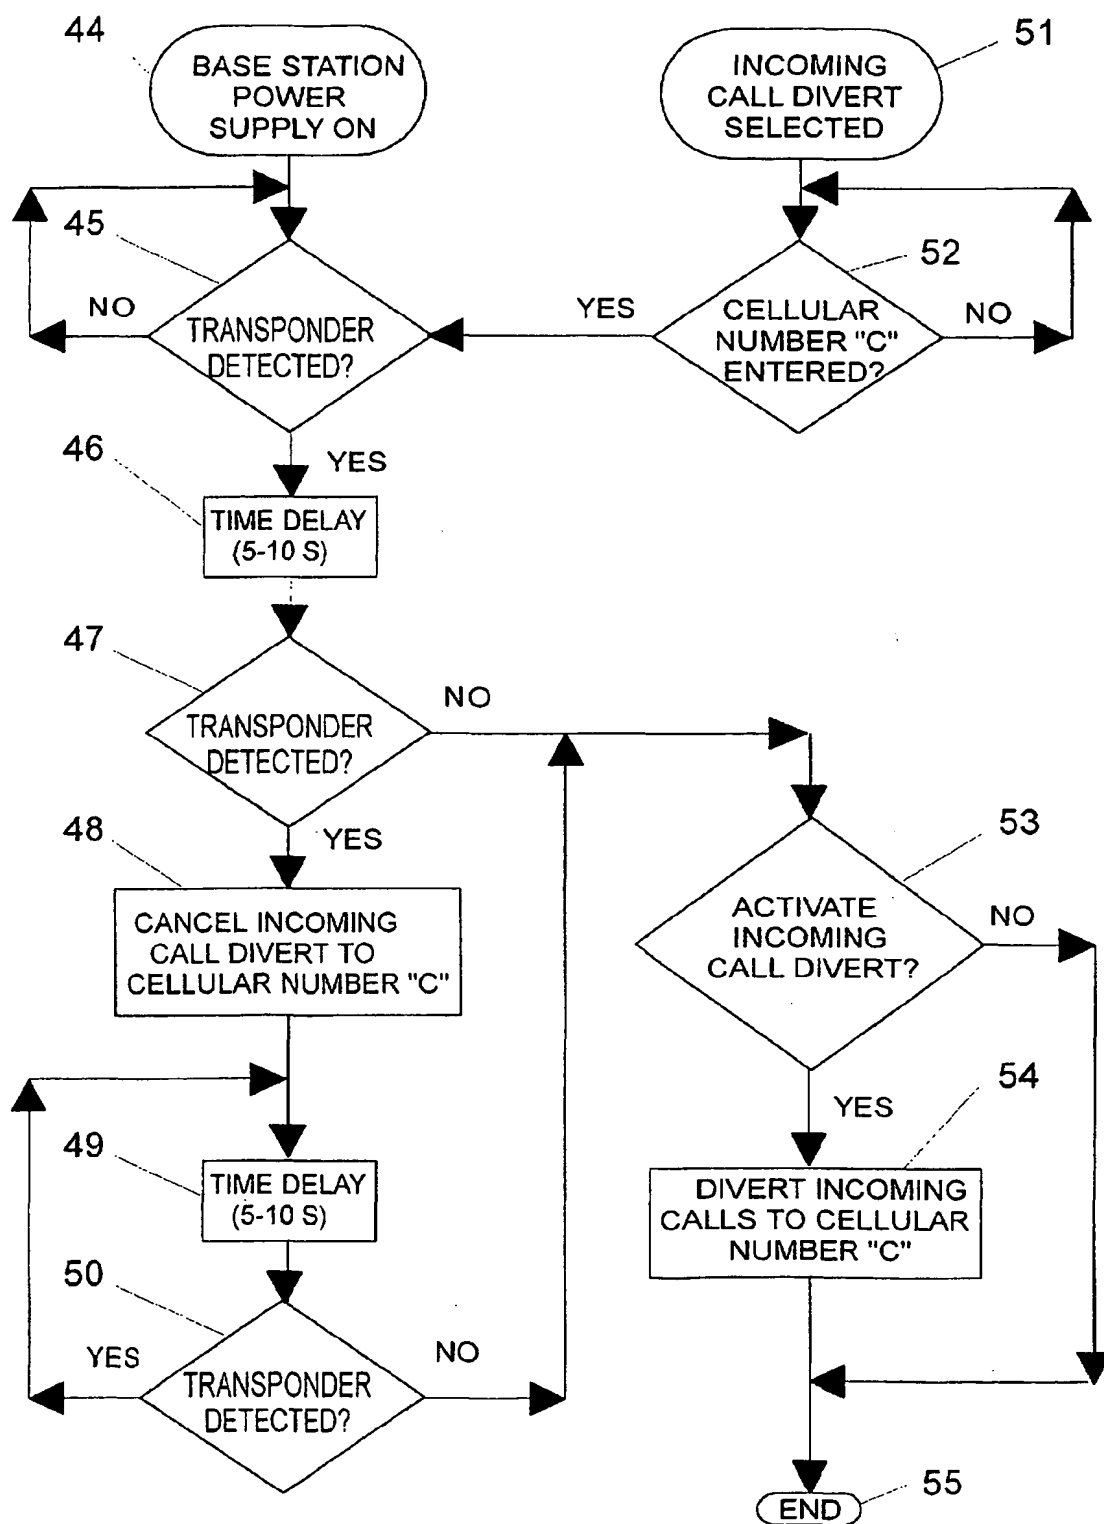 44
BASE STATION
POWER
SUPPLY ON
51
INCOMING
CALL DIVERT
SELECTED
45
TRANSPONDER
DETECTED?
NO
YES
52
CELLULAR
NUMBER "C"
ENTERED?
NO
YES
46
TIME DELAY
(5-10 S)
47
TRANSPONDER
DETECTED?
NO
YES
48
CANCEL INCOMING
CALL DIVERT TO
CELLULAR NUMBER "C"
49
TIME DELAY
(5-10 S)
50
TRANSPONDER
DETECTED?
YES
NO
53
ACTIVATE
INCOMING
CALL DIVERT?
NO
YES
54
DIVERT INCOMING
CALLS TO CELLULAR
NUMBER "C"
END
55